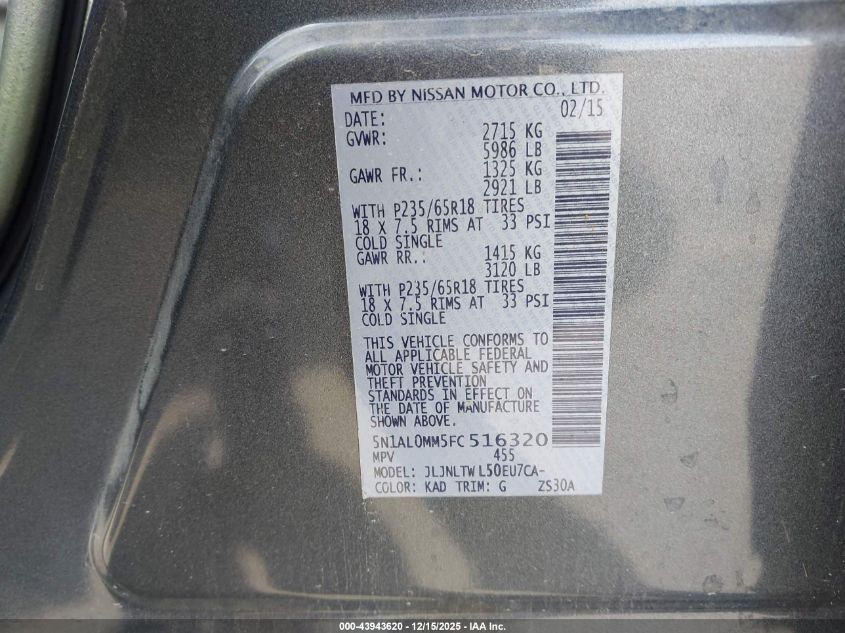 MFD BY NISSAN MOTOR CO., LTD.
DATE: 02/15
GVWR: 2715 KG
5986 LB
GAWR FR.: 1325 KG
2921 LB
WITH P235/65R18 TIRES
18 X 7.5 RIMS AT 33 PSI
COLD SINGLE
GAWR RR.: 1415 KG
3120 LB
WITH P235/65R18 TIRES
18 X 7.5 RIMS AT 33 PSI
COLD SINGLE
THIS VEHICLE CONFORMS TO
ALL APPLICABLE FEDERAL
MOTOR VEHICLE SAFETY AND
THEFT PREVENTION
STANDARDS IN EFFECT ON
THE DATE OF MANUFACTURE
SHOWN ABOVE.
5N1AL0MM5FC516320
MPV 455
MODEL: JLJNLTWL50EU7CA-
COLOR: KAD TRIM: G ZS30A
000-43943620 - 12/15/2025 - IAA Inc.